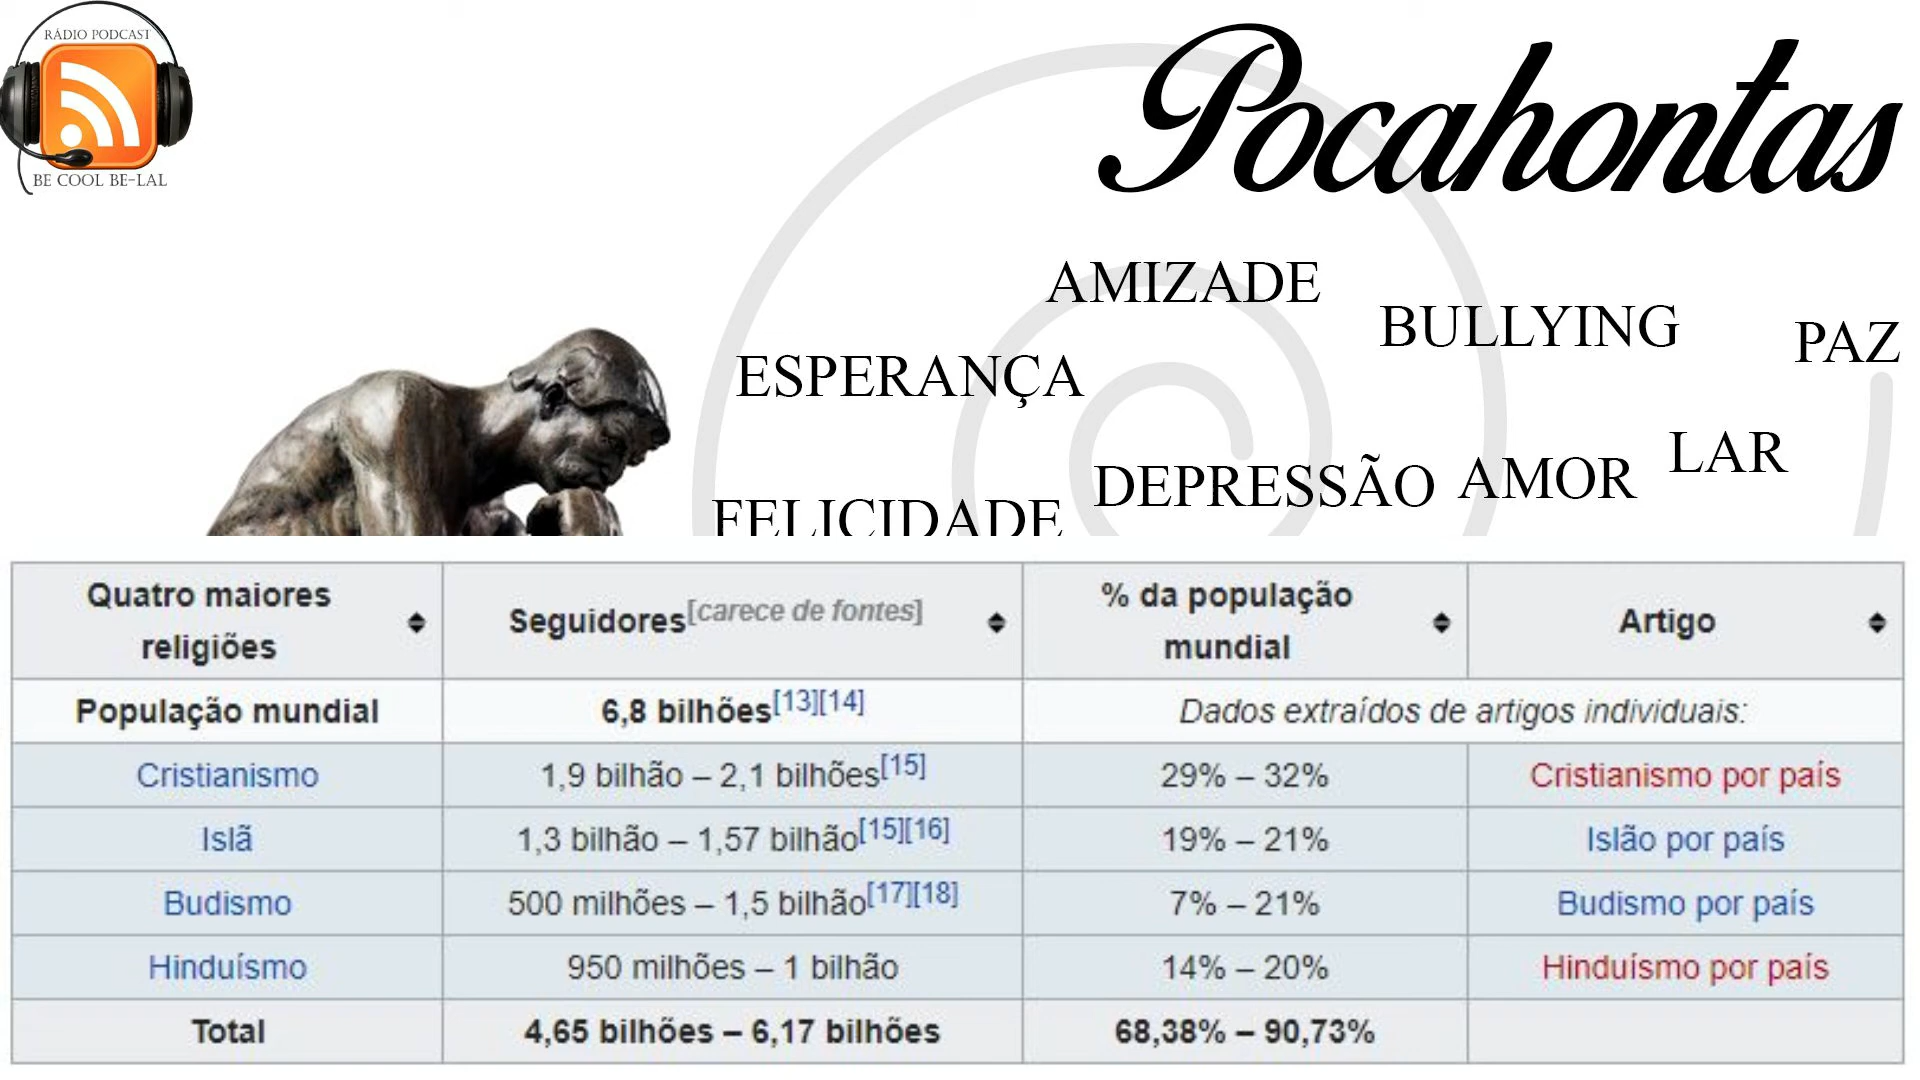 RÁDIO PODCAST
BE COOL BE-LAL
Pocahontas
AMIZADE
BULLYING
PAZ
ESPERANÇA
LAR
DEPRESSÃO
AMOR
FELICIDADE
Quatro maiores religiões Seguidores[carece de fontes] % da população mundial Artigo
População mundial 6,8 bilhões[13][14] Dados extraídos de artigos individuais:
Cristianismo 1,9 bilhão – 2,1 bilhões[15] 29% – 32% Cristianismo por país
Islã 1,3 bilhão – 1,57 bilhão[15][16] 19% – 21% Islão por país
Budismo 500 milhões – 1,5 bilhão[17][18] 7% – 21% Budismo por país
Hinduísmo 950 milhões – 1 bilhão 14% – 20% Hinduísmo por país
Total 4,65 bilhões – 6,17 bilhões 68,38% – 90,73%